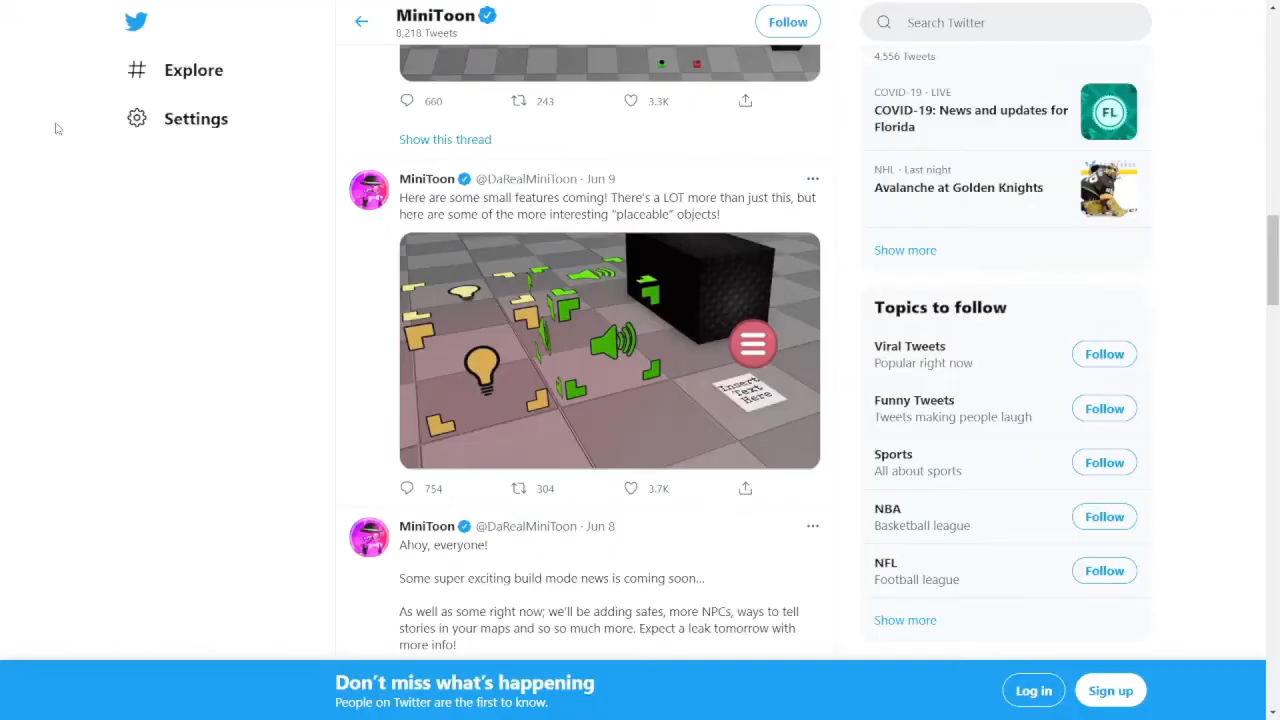 MiniToon
8,218 Tweets
Follow
Search Twitter
Explore
Settings
660
243
3.3K
Show this thread
MiniToon @DaRealMiniToon · Jun 9
Here are some small features coming! There's a LOT more than just this, but
here are some of the more interesting "placeable" objects!
Insert
Text
Here
754
304
3.7K
MiniToon @DaRealMiniToon · Jun 8
Ahoy, everyone!
Some super exciting build mode news is coming soon...
As well as some right now; we'll be adding safes, more NPCs, ways to tell
stories in your maps and so so much more. Expect a leak tomorrow with
more info!
4,556 Tweets
COVID-19 · LIVE
COVID-19: News and updates for
Florida
FL
NHL · Last night
Avalanche at Golden Knights
Show more
Topics to follow
Viral Tweets
Popular right now
Follow
Funny Tweets
Tweets making people laugh
Follow
Sports
All about sports
Follow
NBA
Basketball league
Follow
NFL
Football league
Follow
Show more
Don't miss what's happening
People on Twitter are the first to know.
Log in
Sign up